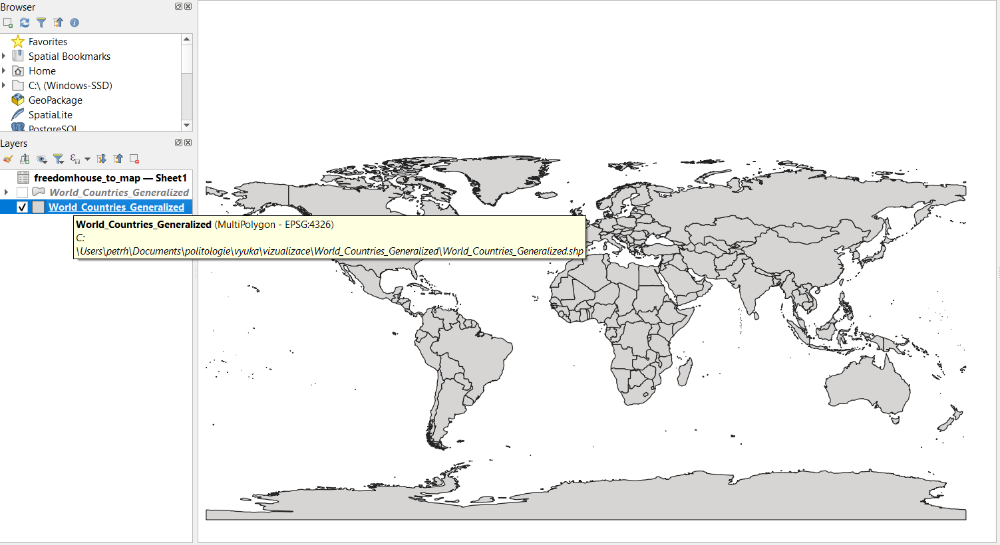 Browser
Favorites
Spatial Bookmarks
Home
C:\ (Windows-SSD)
GeoPackage
SpatiaLite
PostgreSQL
Layers
freedomhouse_to_map — Sheet1
World_Countries_Generalized
World_Countries_Generalized
World_Countries_Generalized (MultiPolygon - EPSG:4326)
C:
\Users\petrh\Documents\politologie\vyuka\vizualizace\World_Countries_Generalized\World_Countries_Generalized.shp